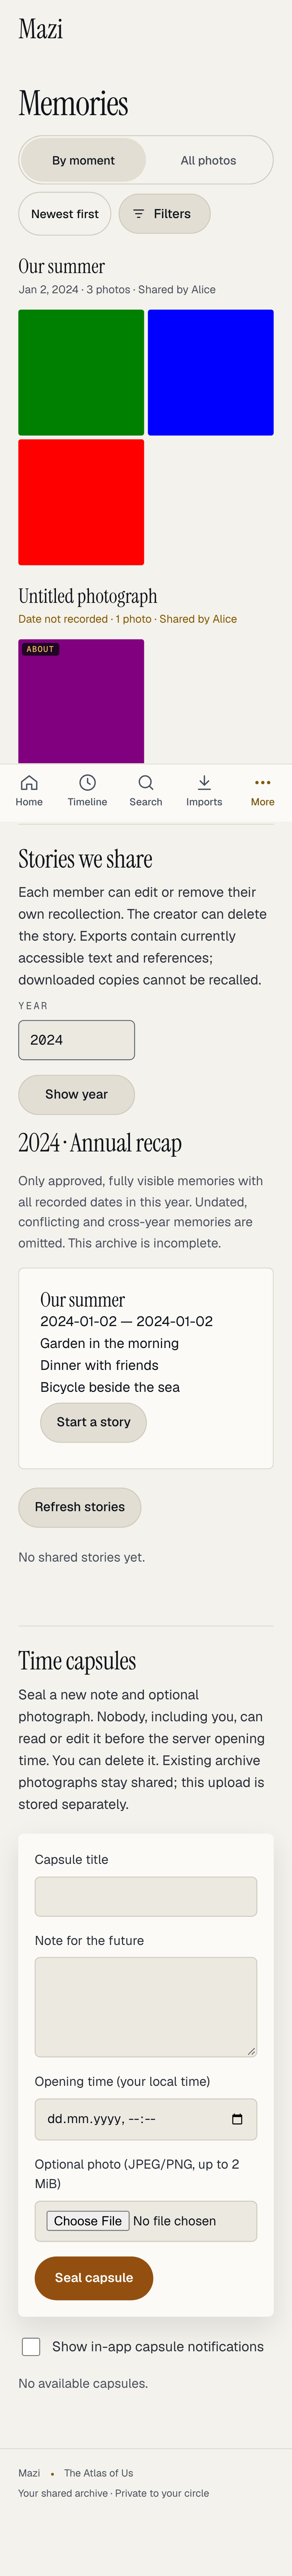 Mazi
Memories
By moment
All photos
Newest first
Filters
Our summer
Jan 2, 2024 · 3 photos · Shared by Alice
Untitled photograph
Date not recorded · 1 photo · Shared by Alice
ABOUT
Home
Timeline
Search
Imports
More
Stories we share
Each member can edit or remove their
own recollection. The creator can delete
the story. Exports contain currently
accessible text and references;
downloaded copies cannot be recalled.
YEAR
2024
Show year
2024 · Annual recap
Only approved, fully visible memories with
all recorded dates in this year. Undated,
conflicting and cross-year memories are
omitted. This archive is incomplete.
Our summer
2024-01-02 — 2024-01-02
Garden in the morning
Dinner with friends
Bicycle beside the sea
Start a story
Refresh stories
No shared stories yet.
Time capsules
Seal a new note and optional
photograph. Nobody, including you, can
read or edit it before the server opening
time. You can delete it. Existing archive
photographs stay shared; this upload is
stored separately.
Capsule title
Note for the future
Opening time (your local time)
dd.mm.yyyy, --:--
Optional photo (JPEG/PNG, up to 2
MiB)
Choose File No file chosen
Seal capsule
Show in-app capsule notifications
No available capsules.
Mazi • The Atlas of Us
Your shared archive · Private to your circle